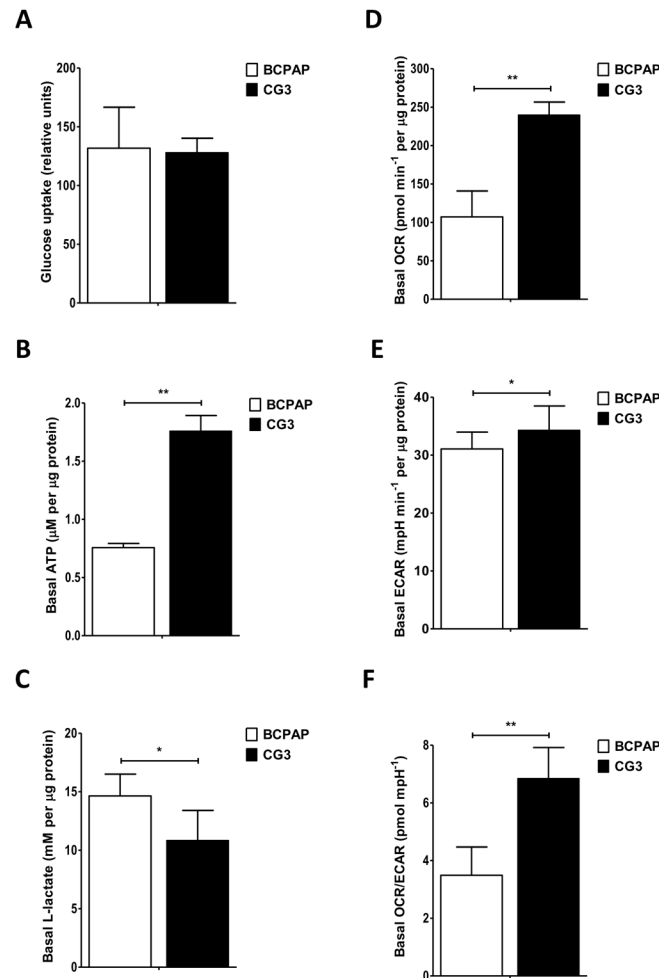 A
Glucose uptake (relative units)
200
150
100
50
0
BCPAP
CG3
B
Basal ATP (μM per μg protein)
2.0
1.5
1.0
0.5
0.0
**
BCPAP
CG3
C
Basal L-lactate (mM per μg protein)
20
15
10
5
0
*
BCPAP
CG3
D
Basal OCR (pmol min⁻¹ per μg protein)
300
250
200
150
100
50
0
**
BCPAP
CG3
E
Basal ECAR (mpH min⁻¹ per μg protein)
40
30
20
10
0
*
BCPAP
CG3
F
Basal OCR/ECAR (pmol mpH⁻¹)
8
6
4
2
0
**
BCPAP
CG3